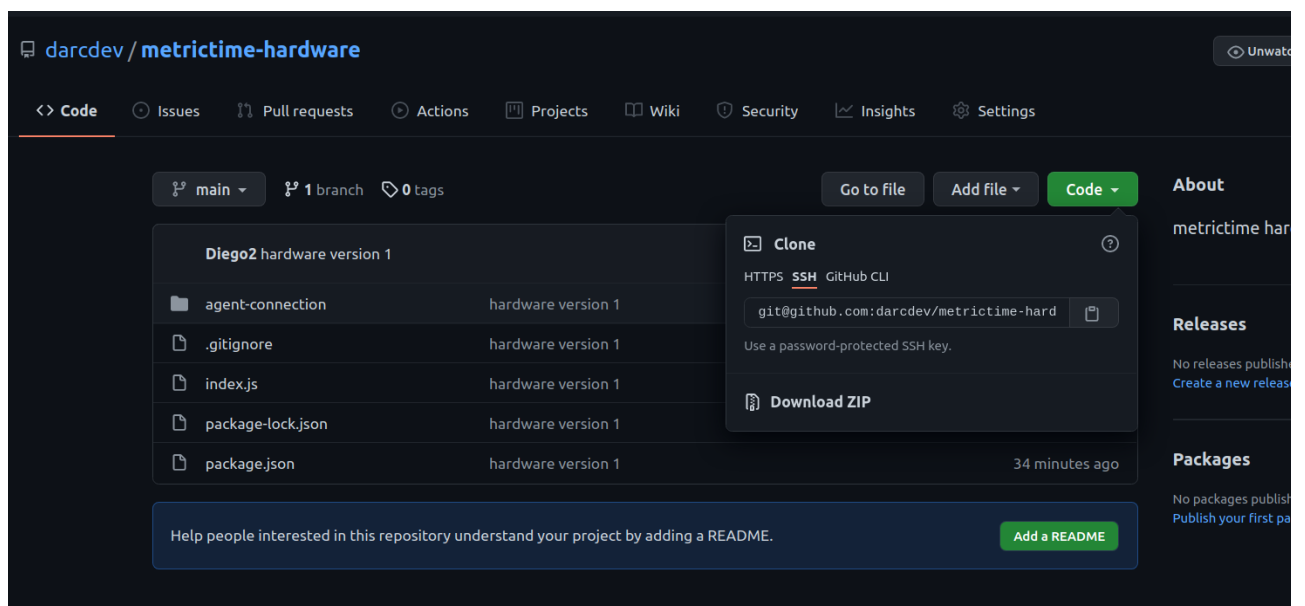 darcdev / metrictime-hardware
Unwatc
<> Code Issues Pull requests Actions Projects Wiki Security Insights Settings
main 1 branch 0 tags Go to file Add file Code
About
metrictime har
Diego2 hardware version 1
agent-connection hardware version 1
.gitignore hardware version 1
index.js hardware version 1
package-lock.json hardware version 1
package.json hardware version 1 34 minutes ago
Clone
HTTPS SSH GitHub CLI
git@github.com:darcdev/metrictime-hard
Use a password-protected SSH key.
Download ZIP
Releases
No releases publishe
Create a new releas
Packages
No packages publish
Publish your first pa
Help people interested in this repository understand your project by adding a README. Add a README